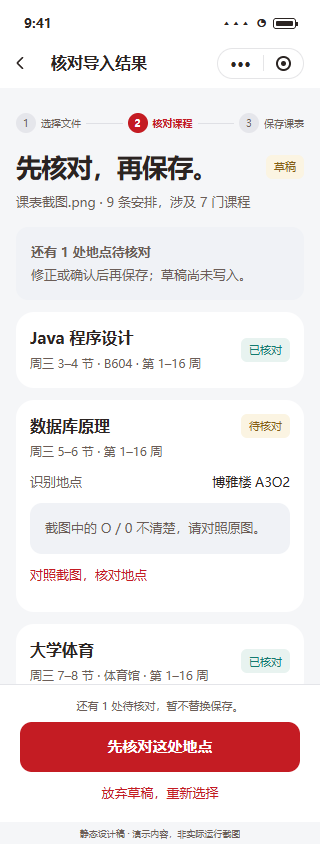 9:41
核对导入结果
1 选择文件 2 核对课程 3 保存课表
先核对，再保存。 草稿
课表截图.png · 9 条安排，涉及 7 门课程
还有 1 处地点待核对
修正或确认后再保存；草稿尚未写入。
Java 程序设计
已核对
周三 3–4 节 · B604 · 第 1–16 周
数据库原理 待核对
周三 5–6 节 · 第 1–16 周
识别地点 博雅楼 A3O2
截图中的 O / 0 不清楚，请对照原图。
对照截图，核对地点
大学体育
已核对
周三 7–8 节 · 体育馆 · 第 1–16 周
还有 1 处待核对，暂不替换保存。
先核对这处地点
放弃草稿，重新选择
静态设计稿 · 演示内容，非实际运行截图